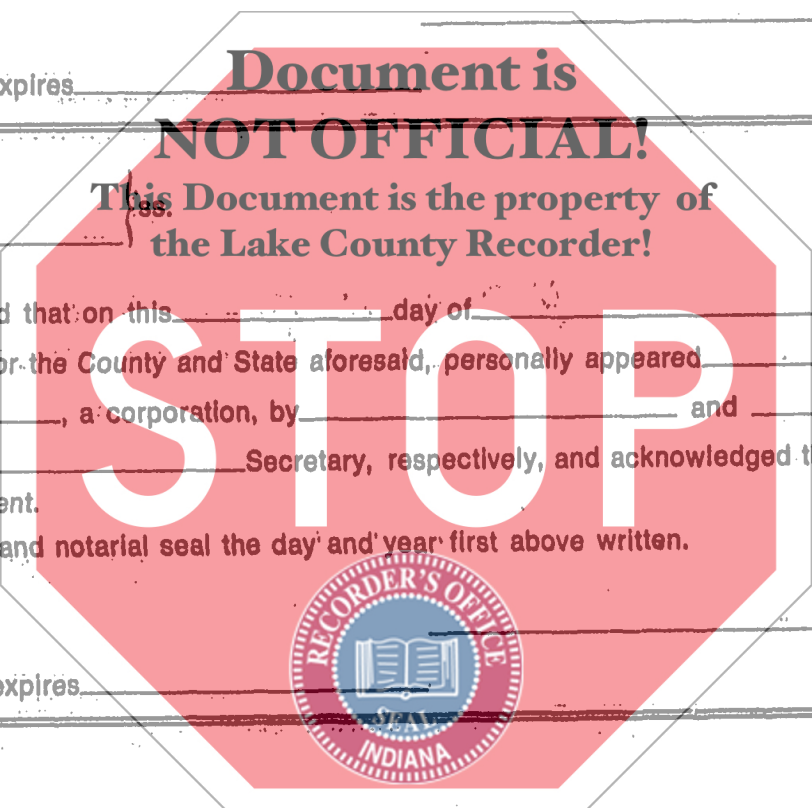 Document is
xpires
NOT OFFICIAL!
This Document is the property of
ss.
the Lake County Recorder!
d that on this day of
or the County and State aforesaid, personally appeared
, a corporation, by and
STOP
Secretary, respectively, and acknowledged t
ent.
and notarial seal the day and year first above written.
RECORDER'S OFFICE
expires
SEAL
INDIANA